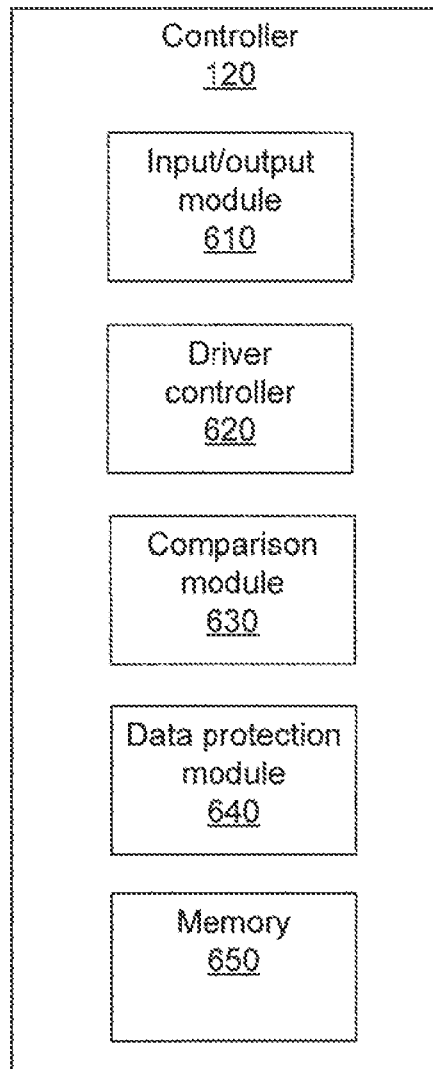 Controller
120
Input/output
module
610
Driver
controller
620
Comparison
module
630
Data protection
module
640
Memory
650